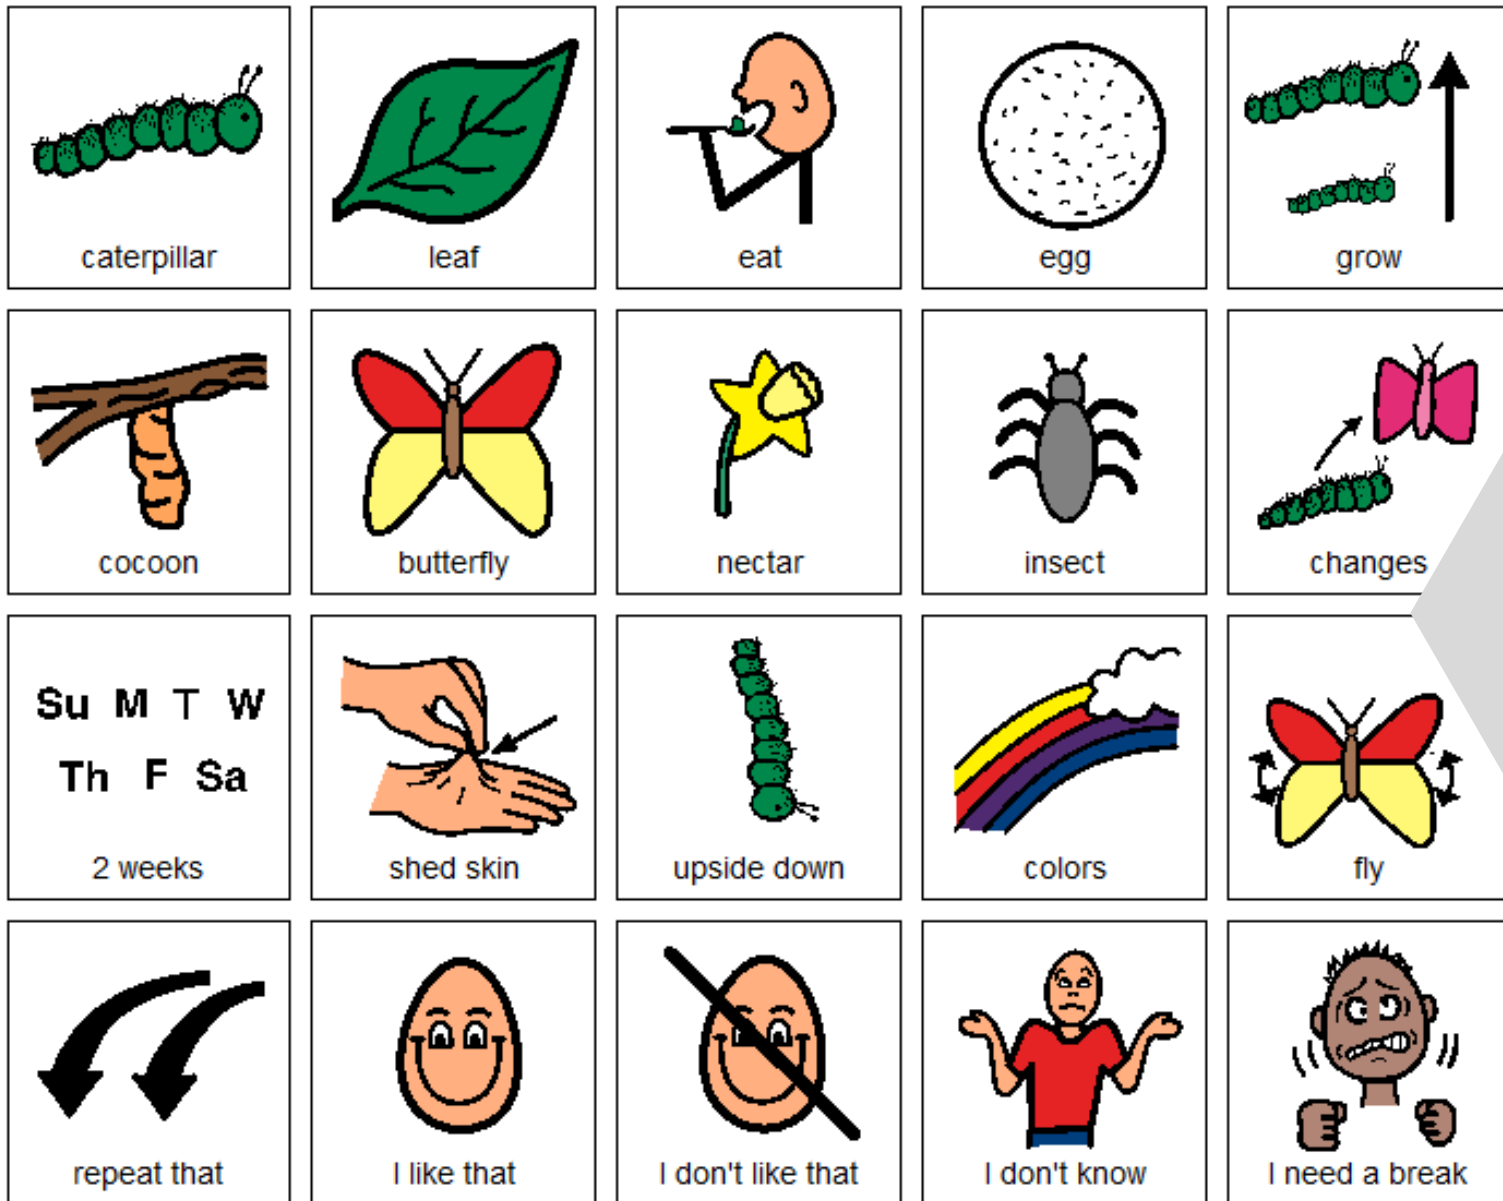 caterpillar
leaf
eat
egg
grow
cocoon
butterfly
nectar
insect
changes
Su M T W
Th F Sa
2 weeks
shed skin
upside down
colors
fly
repeat that
I like that
I don't like that
I don't know
I need a break